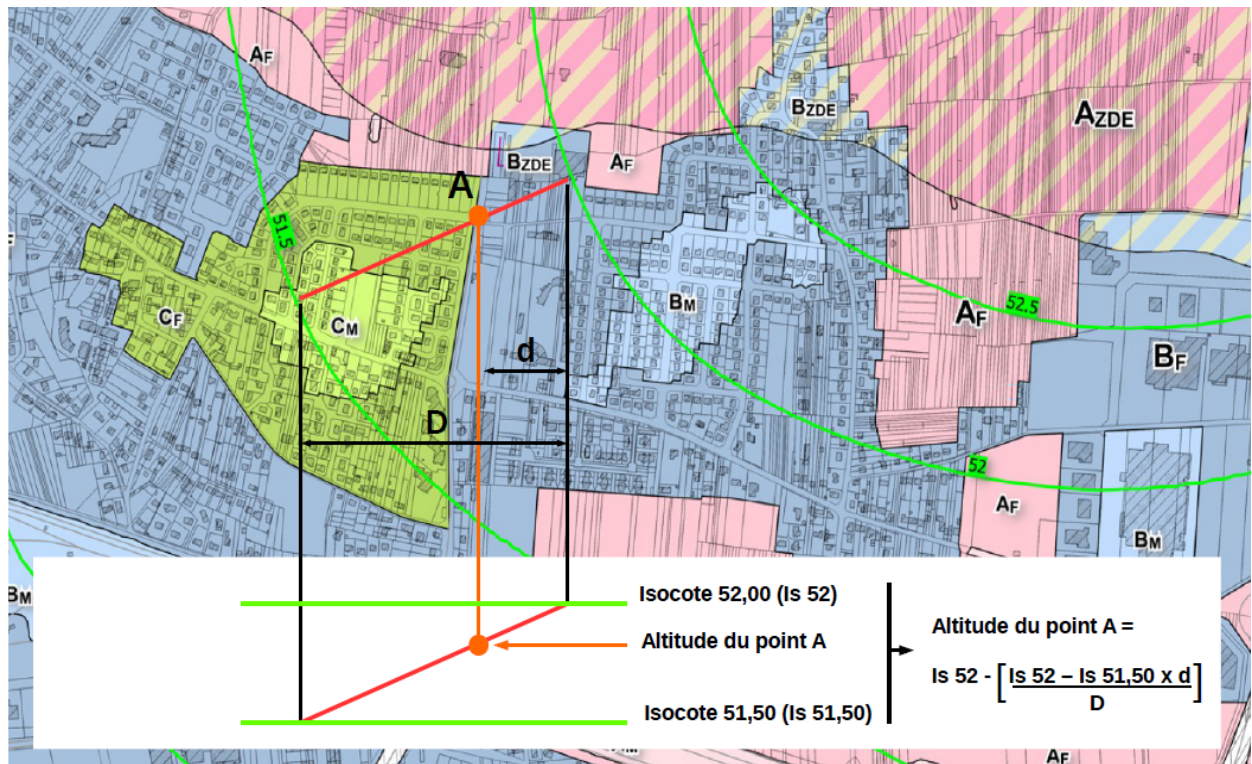 AF
BZDE
AZDE
BZDE
AF
A
51.5
52.5
BM
AF
CF
CM
BF
d
D
52
AF
BM
BM
Isocote 52,00 (Is 52)
Altitude du point A
Isocote 51,50 (Is 51,50)
Altitude du point A =
Is 52 - [ Is 52 – Is 51,50 x d ]
D
AF